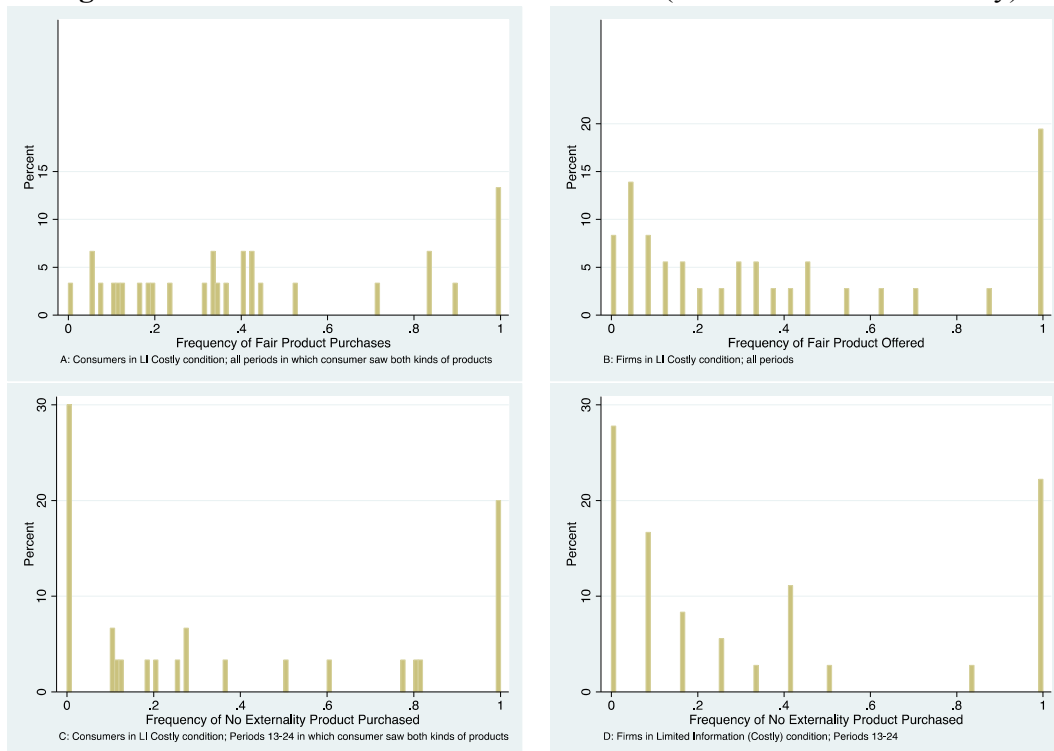 Percent
15
10
5
0
0 .2 .4 .6 .8 1
Frequency of Fair Product Purchases
A: Consumers in LI Costly condition; all periods in which consumer saw both kinds of products
Percent
20
15
10
5
0
0 .2 .4 .6 .8 1
Frequency of Fair Product Offered
B: Firms in LI Costly condition; all periods
Percent
30
20
10
0
0 .2 .4 .6 .8 1
Frequency of No Externality Product Purchased
C: Consumers in LI Costly condition; Periods 13-24 in which consumer saw both kinds of products
Percent
30
20
10
0
0 .2 .4 .6 .8 1
Frequency of No Externality Product Purchased
D: Firms in Limited Information (Costly) condition; Periods 13-24